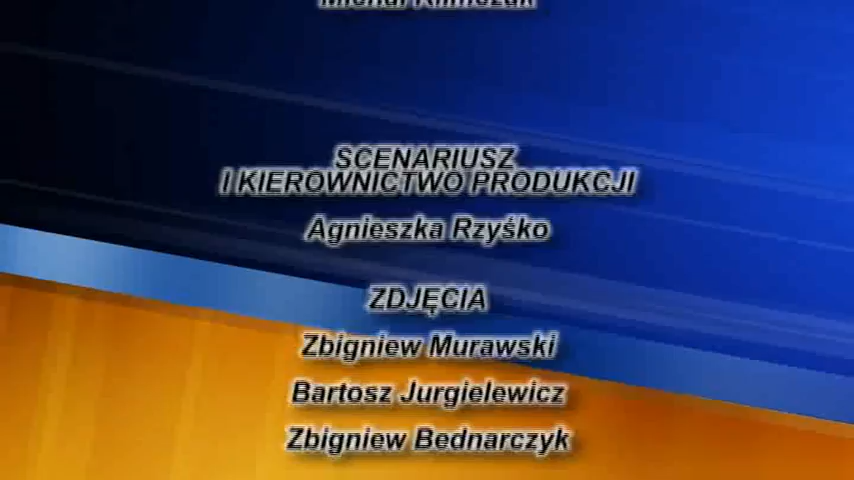 SCENARIUSZ
I KIEROWNICTWO PRODUKCJI
Agnieszka Rzyśko
ZDJĘCIA
Zbigniew Murawski
Bartosz Jurgielewicz
Zbigniew Bednarczyk